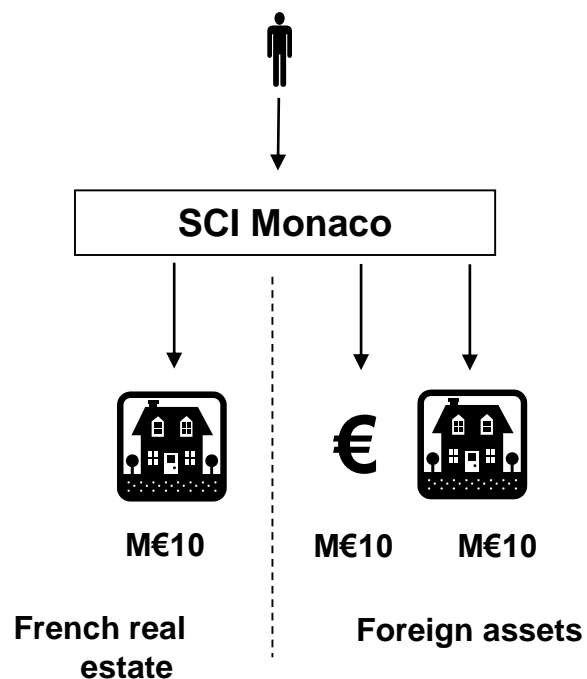 SCI Monaco
€
M€10
M€10
M€10
French real
estate
Foreign assets